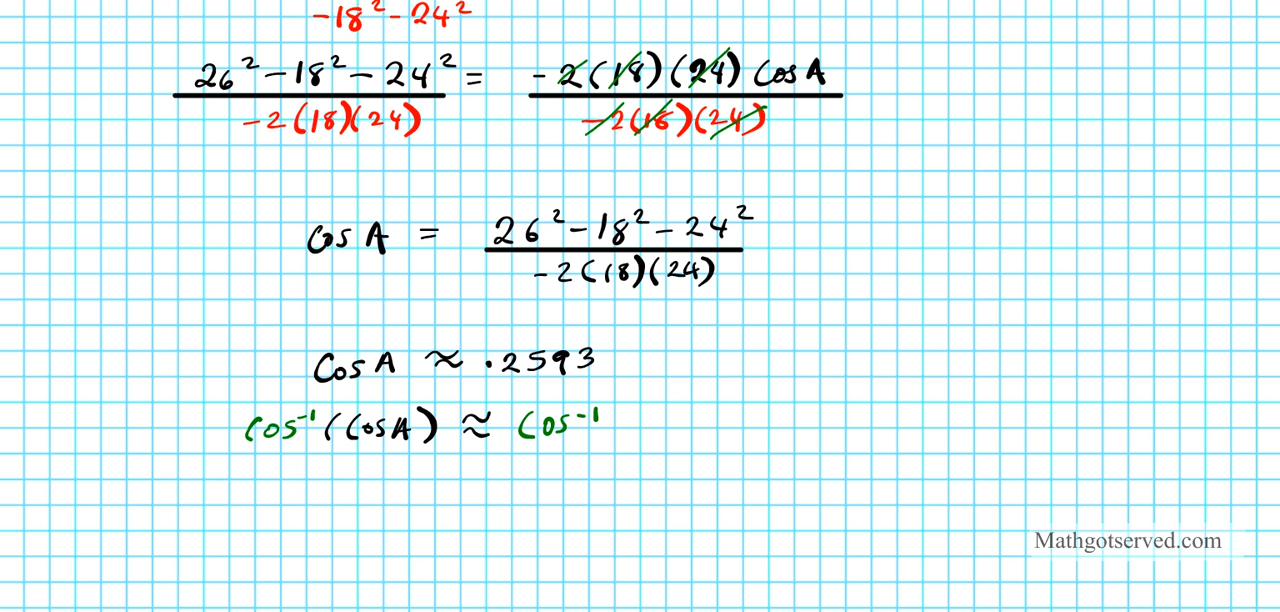 -18² - 24²
26² - 18² - 24² = -2(18)(24) cos A
-2(18)(24) -2(18)(24)
Cos A = 26² - 18² - 24²
-2(18)(24)
Cos A ≈ .2593
Cos⁻¹(Cos A) ≈ Cos⁻¹
Mathgotserved.com